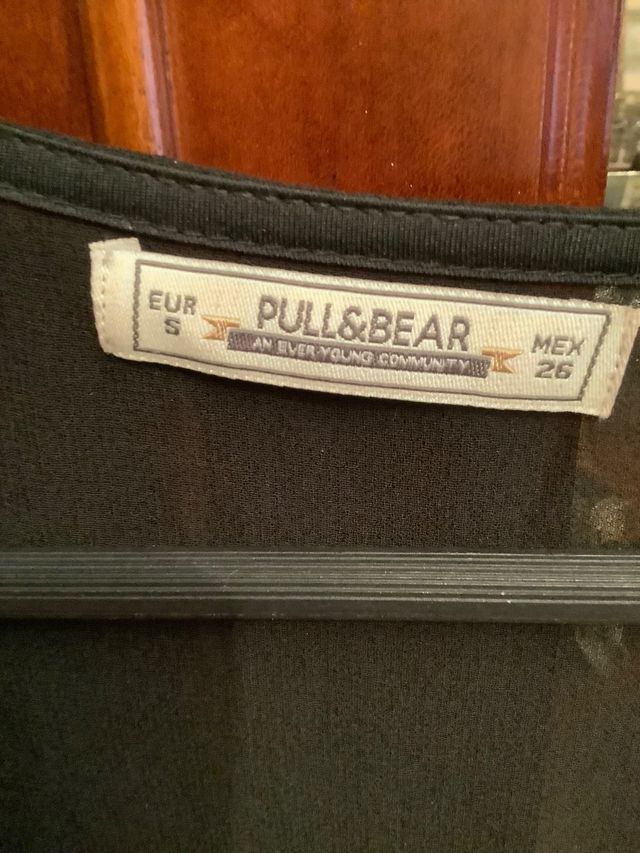 EUR
S
PULL&BEAR
AN EVER YOUNG COMMUNITY
MEX
26